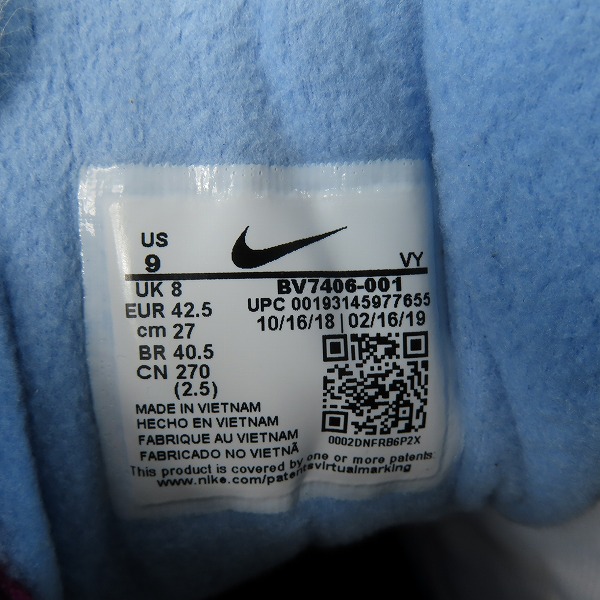 US
9
VY
UK 8
BV7406-001
EUR 42.5
UPC 00193145977655
cm 27
10/16/18 | 02/16/19
BR 40.5
CN 270
(2.5)
MADE IN VIETNAM
HECHO EN VIETNAM
FABRIQUE AU VIETNAM
FABRICADO NO VIETNÃ
0002DNFRB6P2X
This product is covered by one or more patents.
www.nike.com/patentsvirtualmarking